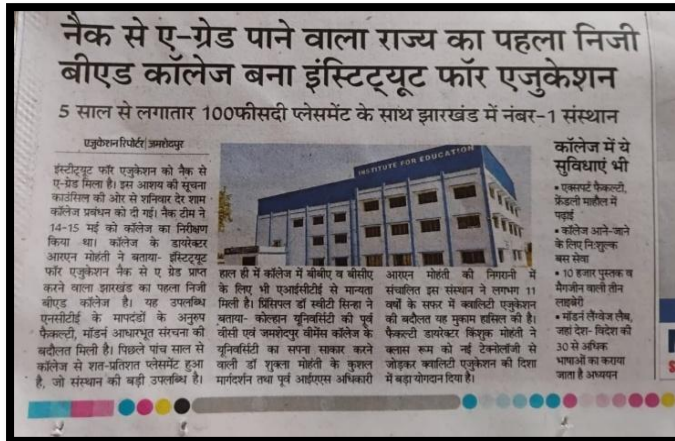 नैक से ए-ग्रेड पाने वाला राज्य का पहला निजी
बीएड कॉलेज बना इंस्टिट्यूट फॉर एजुकेशन
5 साल से लगातार 100फीसदी प्लेसमेंट के साथ झारखंड में नंबर-1 संस्थान
एजुकेशन रिपोर्टर|जमशेदपुर
इंस्टीट्यूट फॉर एजुकेशन को नैक से
ए-ग्रेड मिला है। इस आशय की सूचना
काउंसिल की ओर से शनिवार देर शाम
कॉलेज प्रबंधन को दी गई। नैक टीम ने
14-15 मई को कॉलेज का निरीक्षण
किया था। कॉलेज के डायरेक्टर
आरएन मोहंती ने बताया- इंस्टिट्यूट
फॉर एजुकेशन नैक से ए ग्रेड प्राप्त
करने वाला झारखंड का पहला निजी
बीएड कॉलेज है। यह उपलब्धि
एनसीटीई के मापदंडों के अनुरुप
फैकल्टी, मॉडर्न आधारभूत संरचना की
बदौलत मिली है। पिछले पांच साल से
कॉलेज से शत-प्रतिशत प्लेसमेंट हुआ
है, जो संस्थान की बड़ी उपलब्धि है।
INSTITUTE FOR EDUCATION
हाल ही में कॉलेज में बीबीए व बीसीए
के लिए भी एआईसीटीई से मान्यता
मिली है। प्रिंसिपल डॉ स्वीटी सिन्हा ने
बताया- कोल्हान यूनिवर्सिटी की पूर्व
वीसी एवं जमशेदपुर वीमेंस कॉलेज के
यूनिवर्सिटी का सपना साकार करने
वाली डॉ शुक्ला मोहंती के कुशल
मार्गदर्शन तथा पूर्व आईएएस अधिकारी
आरएन मोहंती की निगरानी में
संचालित इस संस्थान ने लगभग 11
वर्षों के सफर में क्वालिटी एजुकेशन
की बदौलत यह मुकाम हासिल की है।
फैकल्टी डायरेक्टर किंशुक मोहंती ने
क्लास रूम को नई टेक्नोलॉजी से
जोड़कर क्वालिटी एजुकेशन की दिशा
में बड़ा योगदान दिया है।
कॉलेज में ये
सुविधाएं भी
• एक्सपर्ट फैकल्टी,
फ्रेंडली माहौल में
पढ़ाई
• कॉलेज आने-जाने
के लिए नि:शुल्क
बस सेवा
• 10 हजार पुस्तक व
मैगजीन वाली तीन
लाइब्रेरी
• मॉडर्न लैंग्वेज लैब,
जहां देश- विदेश की
30 से अधिक
भाषाओं का कराया
जाता है अध्ययन